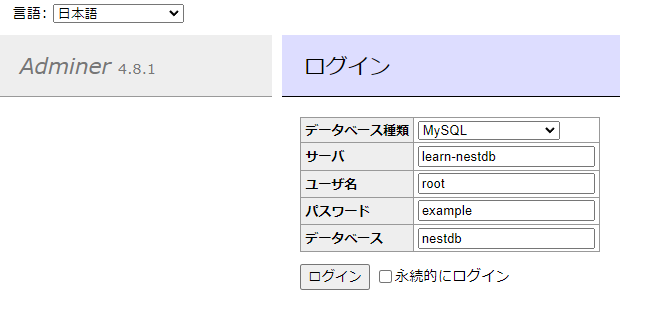 言語: 日本語
Adminer 4.8.1
ログイン
データベース種類 MySQL
サーバ learn-nestdb
ユーザ名 root
パスワード example
データベース nestdb
ログイン 永続的にログイン